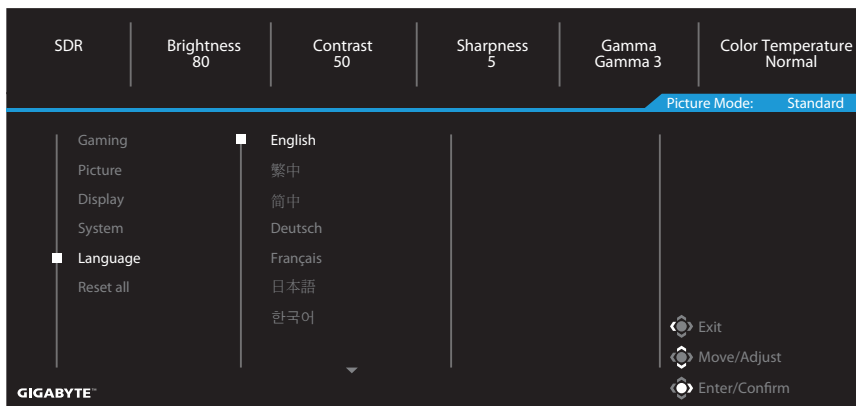 SDR
80
Brightness
50
Contrast
5
Sharpness
Gamma 3
Gamma
Normal
Color Temperature
Picture Mode: Standard
Gaming
Picture
Display
System
Language
Reset all
English
繁中
简中
Deutsch
Français
日本語
한국어
Exit
Move/Adjust
Enter/Confirm
GIGABYTE™